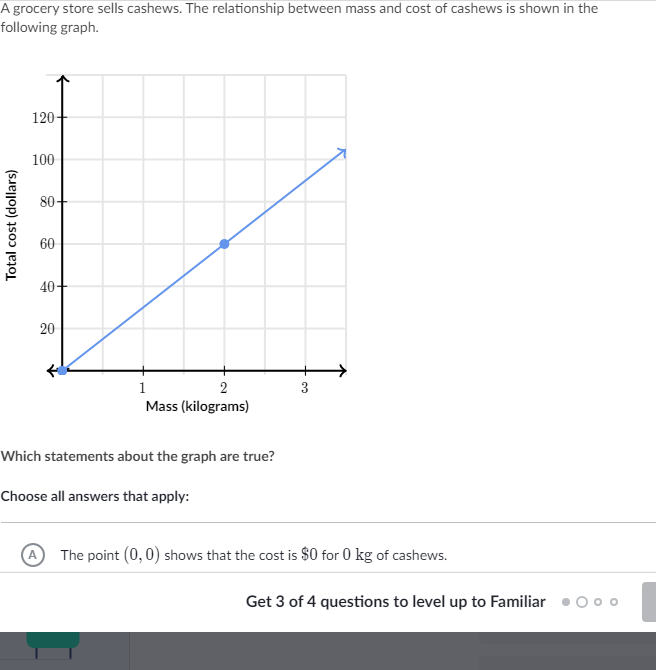 A grocery store sells cashews. The relationship between mass and cost of cashews is shown in the
following graph.
120
100
80
60
40
20
Total cost (dollars)
1 2 3
Mass (kilograms)
Which statements about the graph are true?
Choose all answers that apply:
A The point (0, 0) shows that the cost is $0 for 0 kg of cashews.
Get 3 of 4 questions to level up to Familiar